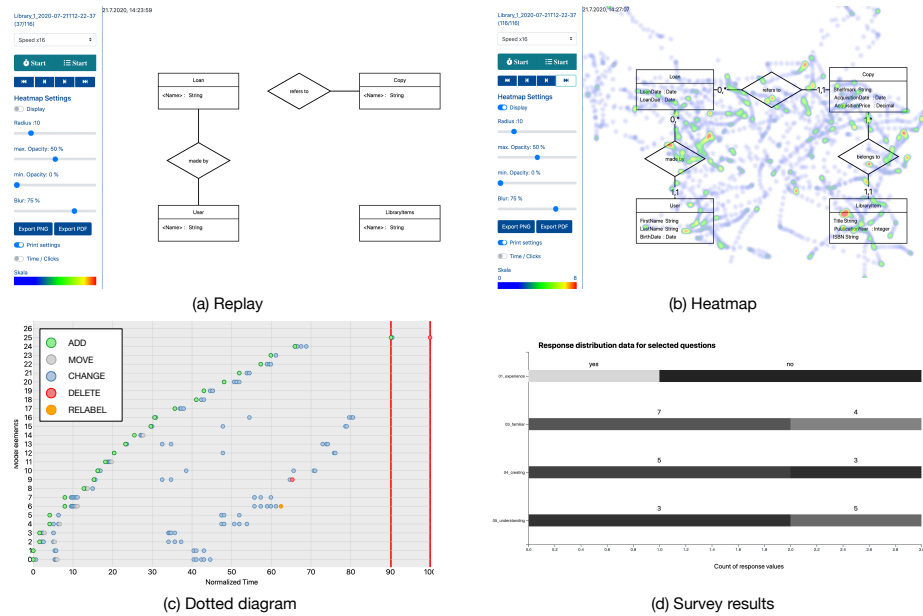 Library_1_2020-07-21T12-22-37
(37/116)
21.7.2020, 14:23:59
Speed x16
Start
Start
Heatmap Settings
Display
Radius :10
max. Opacity: 50 %
min. Opacity: 0 %
Blur: 75 %
Export PNG
Export PDF
Print settings
Time / Clicks
Skala
Loan
<Name> : String
refers to
Copy
<Name> : String
made by
User
<Name> : String
LibraryItems
<Name> : String
(a) Replay
Library_1_2020-07-21T12-22-37
(116/116)
21.7.2020, 14:27:07
Speed x16
Start
Start
Heatmap Settings
Display
Radius :10
max. Opacity: 50 %
min. Opacity: 0 %
Blur: 75 %
Export PNG
Export PDF
Print settings
Time / Clicks
Skala
0 8
Loan
LoanDate : Date
LoanDue : Date
0,*
refers to
1,1
Copy
Shelfmark String
AcquisitionDate : Date
AcquisitionPrice : Decimal
0,*
1,*
made by
belongs to
1,1
1,1
User
FirstName String
LastName String
BirthDate : Date
LibraryItem
Title String
PublicationYear : Integer
ISBN String
(b) Heatmap
ADD
MOVE
CHANGE
DELETE
RELABEL
Model elements
26
25
24
23
22
21
20
19
18
17
16
15
14
13
12
11
10
9
8
7
6
5
4
3
2
1
0
0 10 20 30 40 50 60 70 80 90 100
Normalized Time
(c) Dotted diagram
Response distribution data for selected questions
yes no
01_experience
7 4
03_familiar
5 3
04_creating
3 5
05_understanding
0.0 0.2 0.4 0.6 0.8 1.0 1.2 1.4 1.6 1.8 2.0 2.2 2.4 2.6 2.8 3.0
Count of response values
(d) Survey results